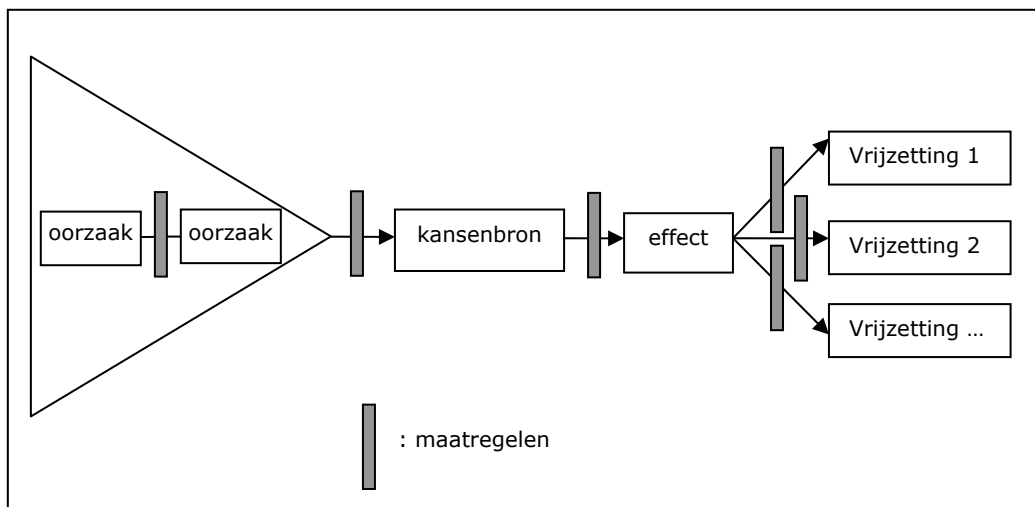 Vrijzetting 1
oorzaak
oorzaak
kansenbron
effect
Vrijzetting 2
Vrijzetting …
: maatregelen